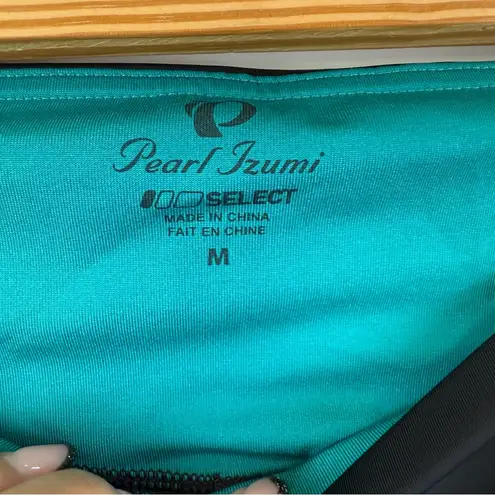 Pearl Izumi
SELECT
MADE IN CHINA
FAIT EN CHINE
M